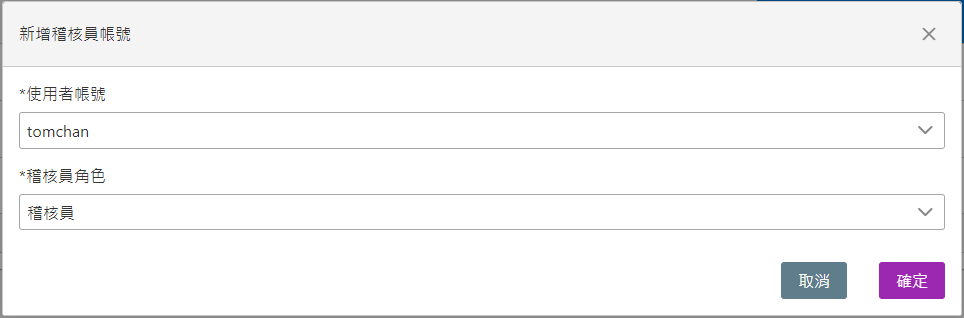 新增稽核員帳號
*使用者帳號
tomchan
*稽核員角色
稽核員
取消 確定